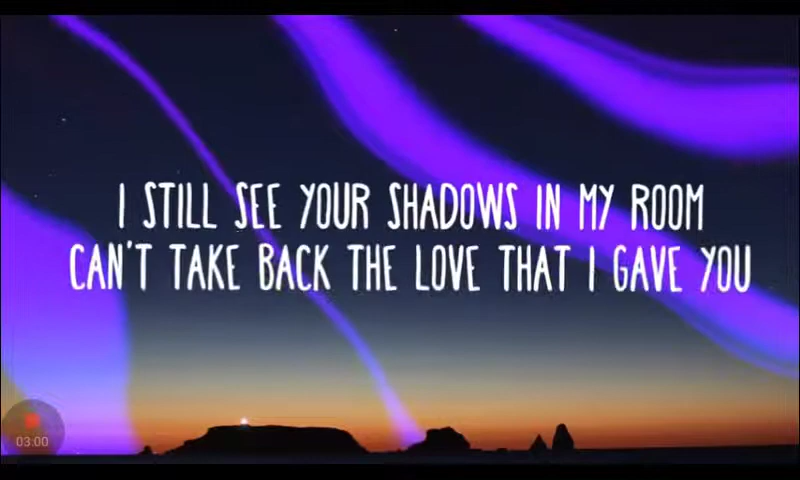 I STILL SEE YOUR SHADOWS IN MY ROOM
CAN'T TAKE BACK THE LOVE THAT I GAVE YOU
03:00